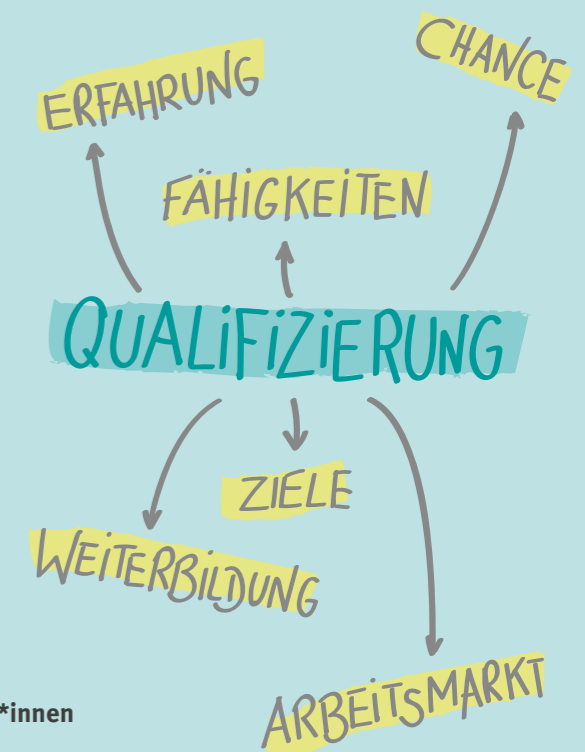 CHANCE
ERFAHRUNG
FÄHIGKEITEN
QUALIFIZIERUNG
ZIELE
WEITERBILDUNG
ARBEITSMARKT
*innen